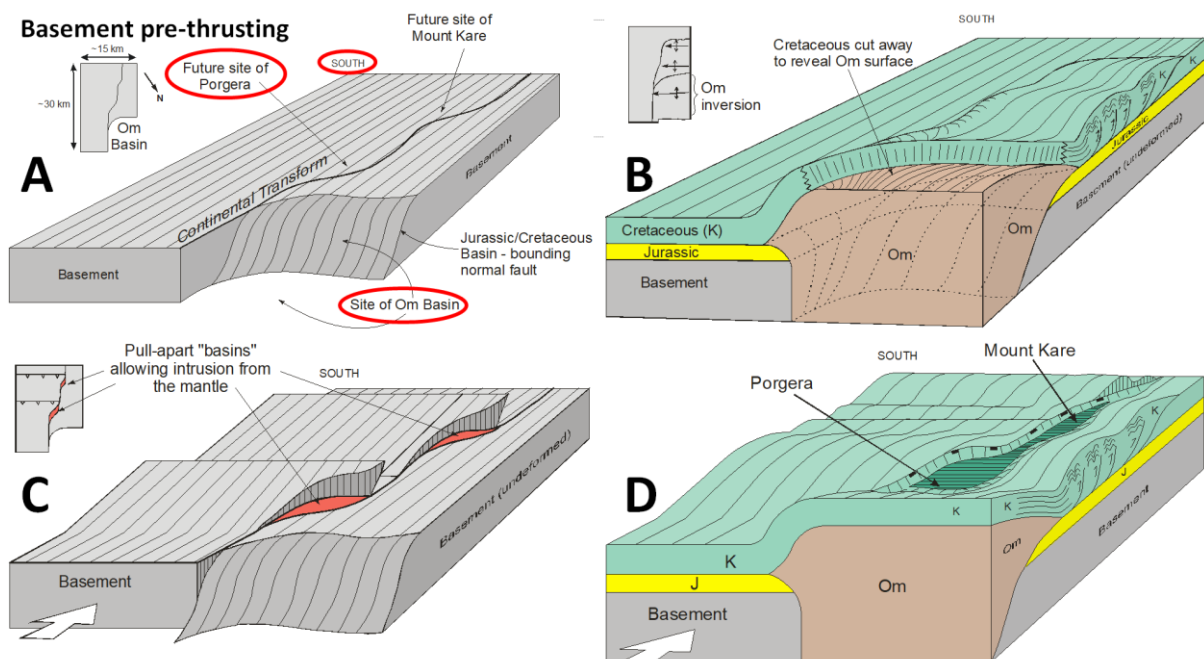 Basement pre-thrusting
~15 km
~30 km
N
Om
Basin
Future site of
Porgera
SOUTH
Future site of
Mount Kare
A
Continental Transform
Basement
Basement
Jurassic/Cretaceous
Basin - bounding
normal fault
Site of Om Basin
SOUTH
Om
inversion
Cretaceous cut away
to reveal Om surface
B
K
K
Jurassic
Basement (undeformed)
Cretaceous (K)
Jurassic
Basement
Om
Om
Pull-apart "basins"
allowing intrusion from
the mantle
SOUTH
C
Basement (undeformed)
Basement
SOUTH
Mount Kare
Porgera
D
K
K
K
J
Basement
K
J
Basement
Om
Om